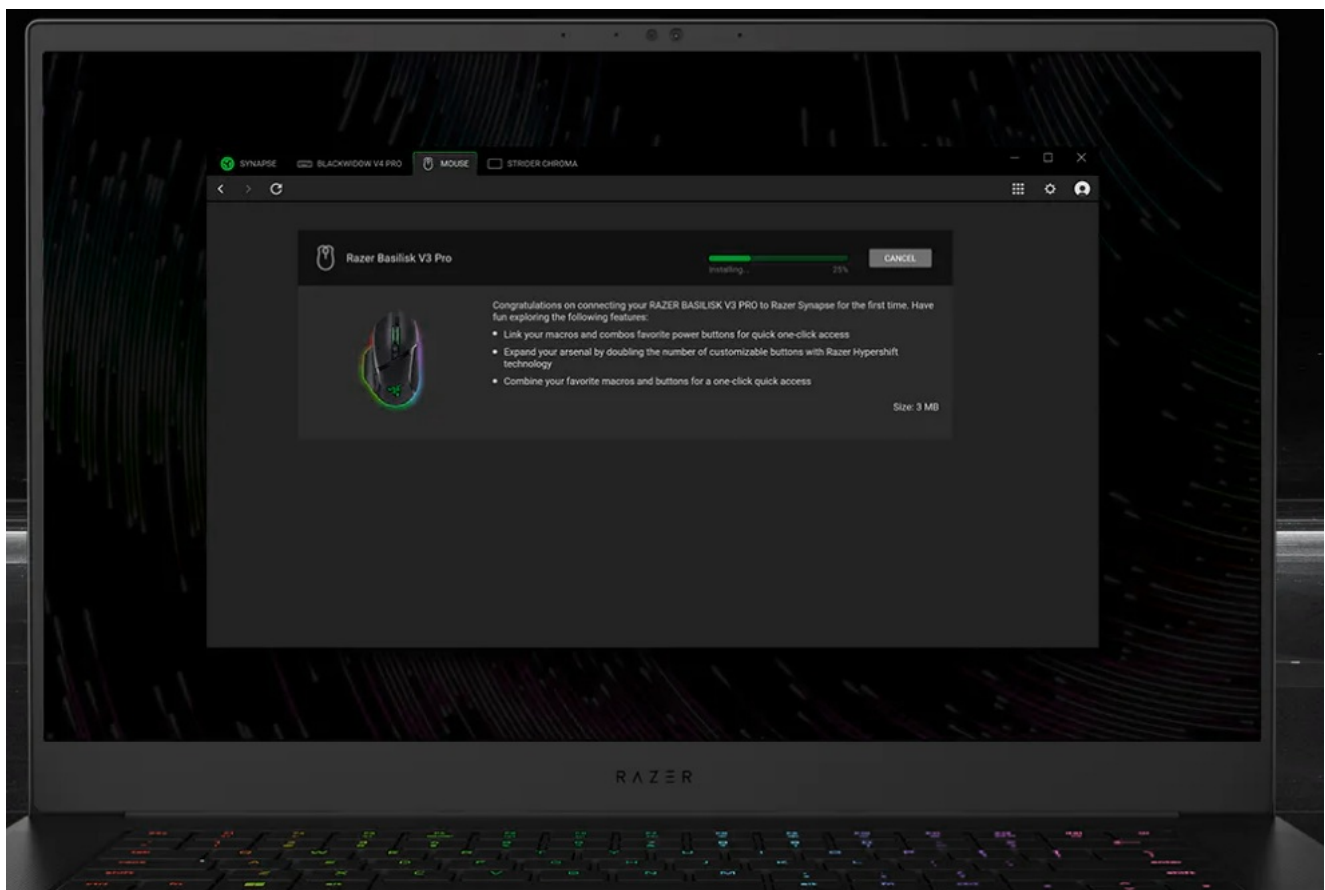 SYNAPSE BLACKWIDOW V4 PRO MOUSE STRIDER CHROMA
Razer Basilisk V3 Pro
CANCEL
Installing...
25%
Congratulations on connecting your RAZER BASILISK V3 PRO to Razer Synapse for the first time. Have
fun exploring the following features:
• Link your macros and combos favorite power buttons for quick one-click access
• Expand your arsenal by doubling the number of customizable buttons with Razer Hypershift
technology
• Combine your favorite macros and buttons for a one-click quick access
Size: 3 MB
RAZER